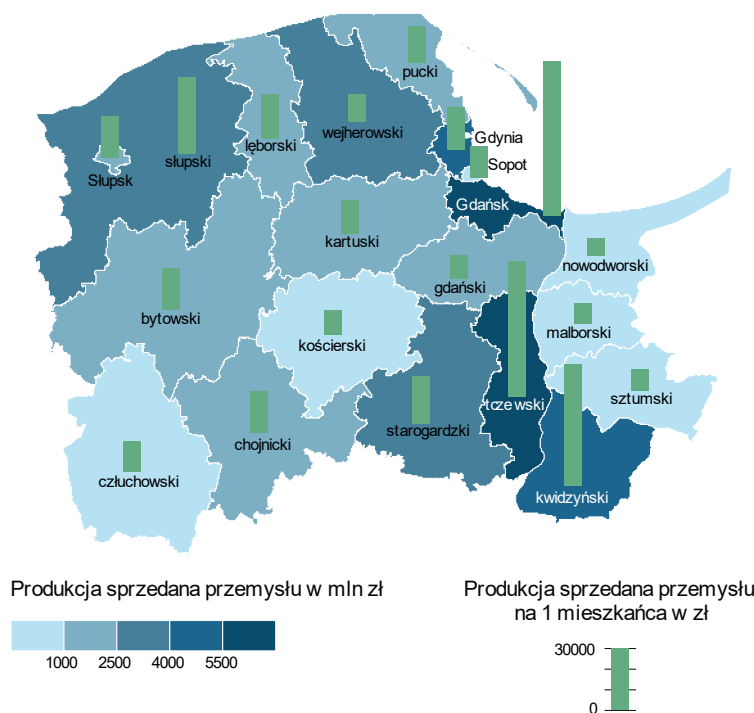 pucki
Gdynia
Słupsk
słupski
lęborski
wejherowski
Sopot
Gdańsk
kartuski
nowodworski
gdański
bytowski
kościerski
malborski
sztumski
tczewski
chojnicki
starogardzki
człuchowski
kwidzyński
Produkcja sprzedana przemysłu w mln zł
1000 2500 4000 5500
Produkcja sprzedana przemysłu
na 1 mieszkańca w zł
30000
0